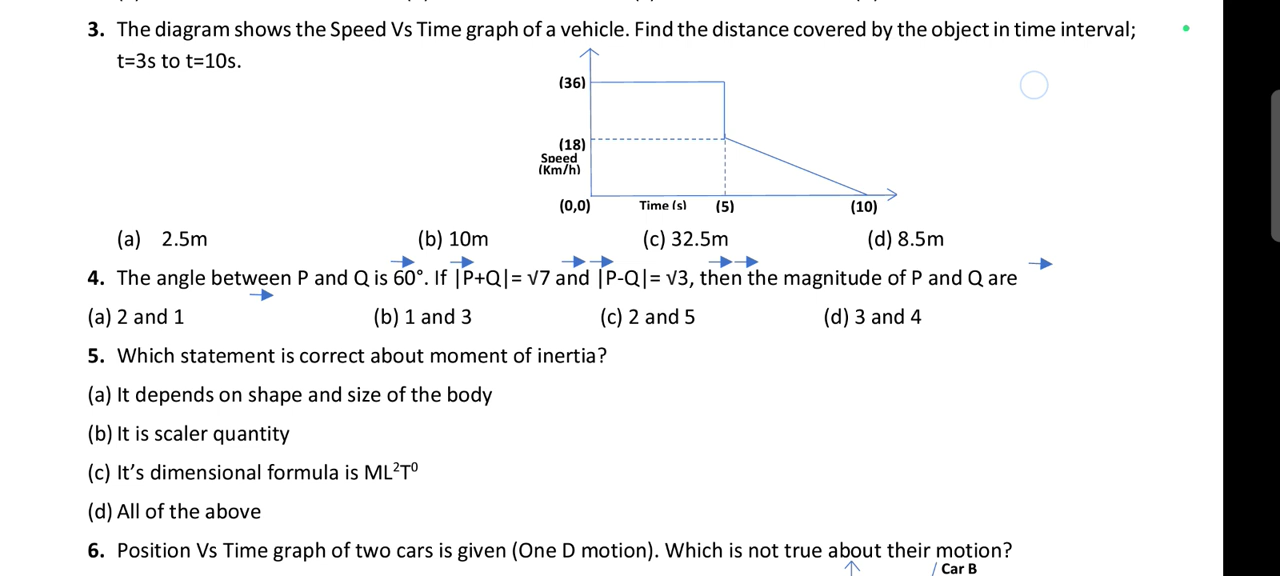 3. The diagram shows the Speed Vs Time graph of a vehicle. Find the distance covered by the object in time interval;
t=3s to t=10s.
(36)
(18)
Speed
(Km/h)
(0,0) Time (s) (5) (10)
(a) 2.5m (b) 10m (c) 32.5m (d) 8.5m
4. The angle between P and Q is 60°. If |P+Q|= √7 and |P-Q|= √3, then the magnitude of P and Q are
(a) 2 and 1 (b) 1 and 3 (c) 2 and 5 (d) 3 and 4
5. Which statement is correct about moment of inertia?
(a) It depends on shape and size of the body
(b) It is scaler quantity
(c) It’s dimensional formula is ML²T⁰
(d) All of the above
6. Position Vs Time graph of two cars is given (One D motion). Which is not true about their motion?
Car B